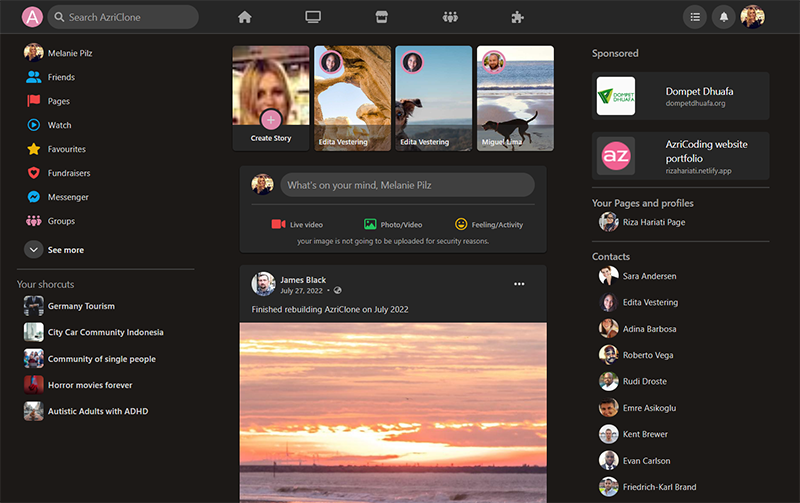 A
Search AzriClone
Melanie Pilz
Friends
Pages
Watch
Favourites
Fundraisers
Messenger
Groups
See more
Your shorcuts
Germany Tourism
City Car Community Indonesia
Community of single people
Horror movies forever
Autistic Adults with ADHD
Create Story
Edita Vestering
Edita Vestering
Miguel Lima
What's on your mind, Melanie Pilz
Live video
Photo/Video
Feeling/Activity
your image is not going to be uploaded for security reasons.
James Black
July 27, 2022 •
Finished rebuilding AzriClone on July 2022
Sponsored
DOMPET
DHUAFA
Dompet Dhuafa
dompetdhuafa.org
az
AzriCoding website
portfolio
rizahariati.netlify.app
Your Pages and profiles
Riza Hariati Page
Contacts
Sara Andersen
Edita Vestering
Adina Barbosa
Roberto Vega
Rudi Droste
Emre Asikoglu
Kent Brewer
Evan Carlson
Friedrich-Karl Brand